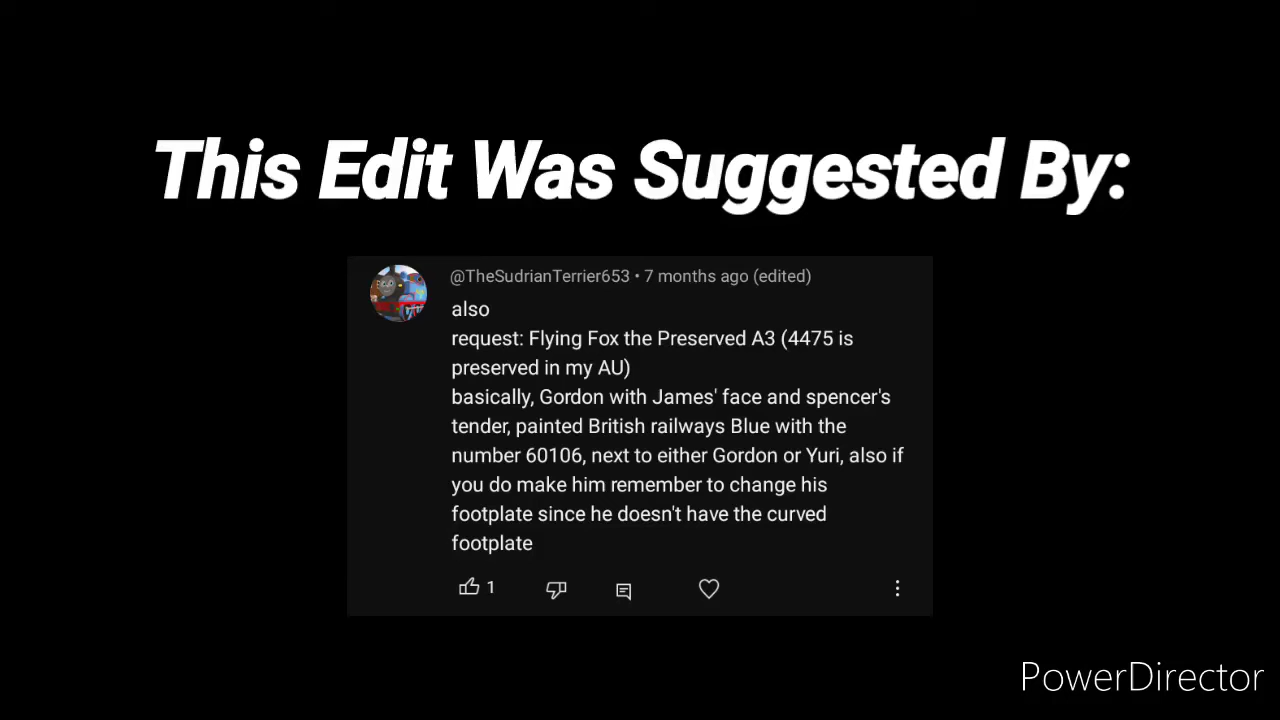 This Edit Was Suggested By:
@TheSudrianTerrier653 • 7 months ago (edited)
also
request: Flying Fox the Preserved A3 (4475 is
preserved in my AU)
basically, Gordon with James' face and spencer's
tender, painted British railways Blue with the
number 60106, next to either Gordon or Yuri, also if
you do make him remember to change his
footplate since he doesn't have the curved
footplate
1
PowerDirector